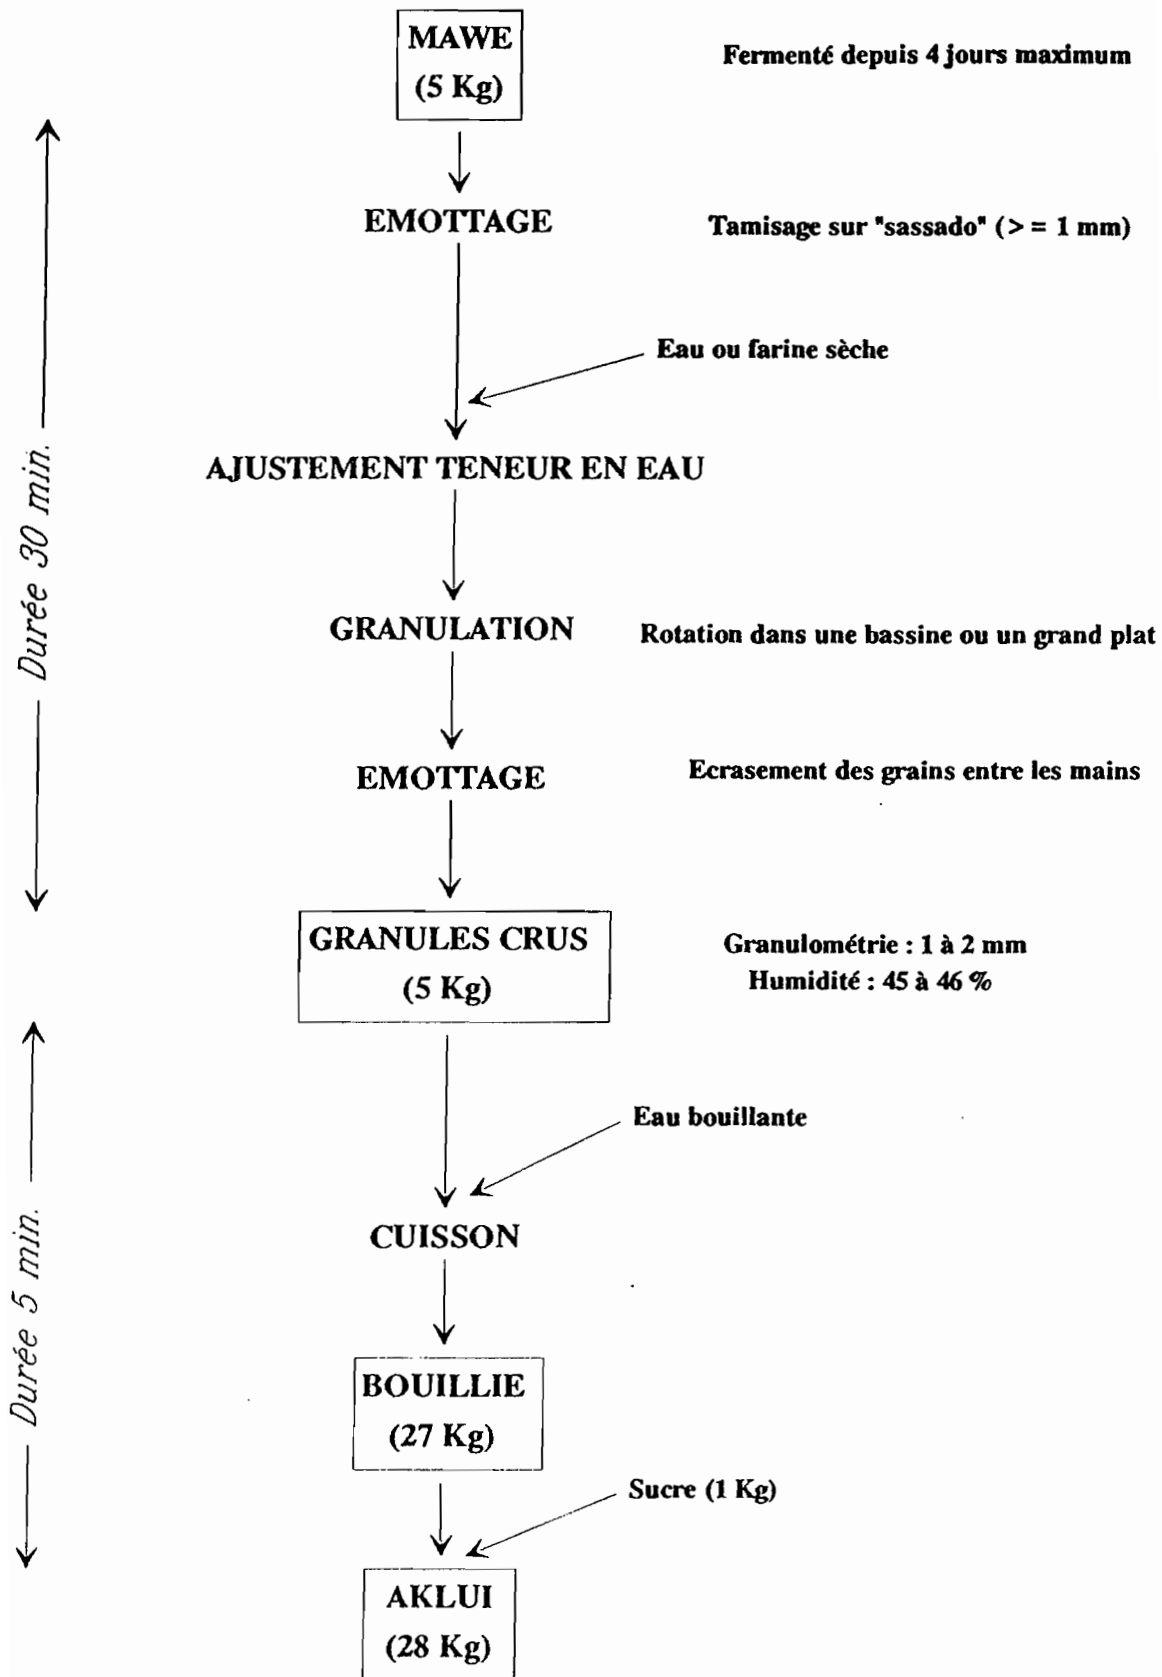 MAWE
(5 Kg)
Fermenté depuis 4 jours maximum
EMOTTAGE
Tamisage sur "sassado" (> = 1 mm)
Eau ou farine sèche
AJUSTEMENT TENEUR EN EAU
Durée 30 min.
GRANULATION
Rotation dans une bassine ou un grand plat
EMOTTAGE
Ecrasement des grains entre les mains
GRANULES CRUS
(5 Kg)
Granulométrie : 1 à 2 mm
Humidité : 45 à 46 %
Eau bouillante
CUISSON
Durée 5 min.
BOUILLIE
(27 Kg)
Sucre (1 Kg)
AKLUI
(28 Kg)